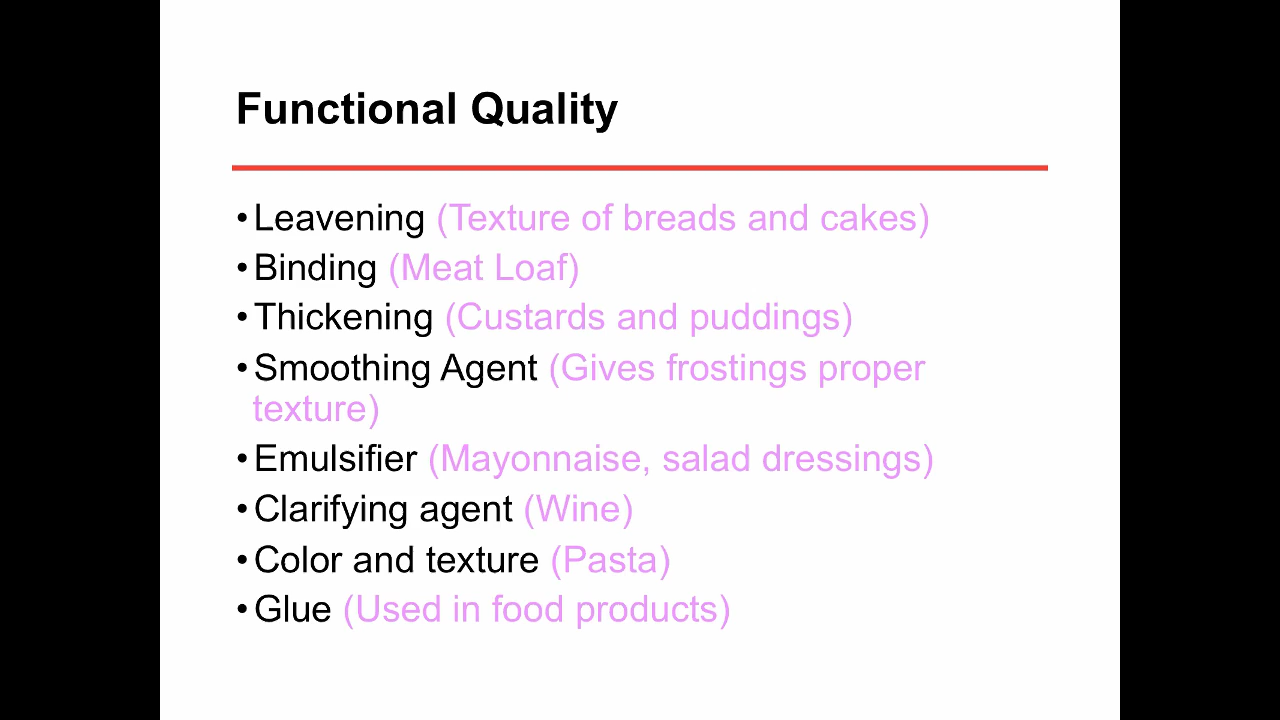 Functional Quality
•Leavening (Texture of breads and cakes)
•Binding (Meat Loaf)
•Thickening (Custards and puddings)
•Smoothing Agent (Gives frostings proper
texture)
•Emulsifier (Mayonnaise, salad dressings)
•Clarifying agent (Wine)
•Color and texture (Pasta)
•Glue (Used in food products)